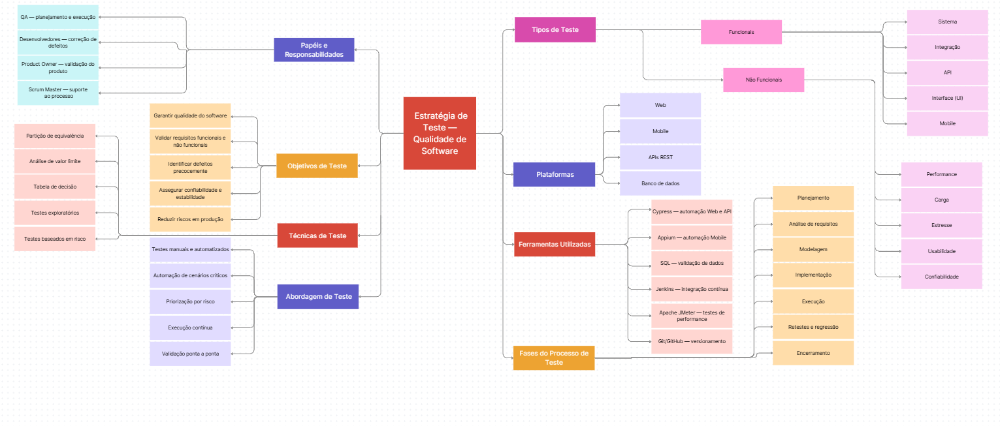 Estratégia de
Teste —
Qualidade de
Software
Papéis e
Responsabilidades
QA — planejamento e execução
Desenvolvedores — correção de
defeitos
Product Owner — validação do
produto
Scrum Master — suporte
ao processo
Objetivos de Teste
Garantir qualidade do software
Validar requisitos funcionais e
não funcionais
Identificar defeitos
precocemente
Assegurar confiabilidade e
estabilidade
Reduzir riscos em produção
Técnicas de Teste
Partição de equivalência
Análise de valor limite
Tabela de decisão
Testes exploratórios
Testes baseados em risco
Abordagem de Teste
Testes manuais e automatizados
Automação de cenários críticos
Priorização por risco
Execução contínua
Validação ponta a ponta
Tipos de Teste
Funcionais
Sistema
Integração
API
Interface (UI)
Mobile
Não Funcionais
Performance
Carga
Estresse
Usabilidade
Confiabilidade
Plataformas
Web
Mobile
APIs REST
Banco de dados
Ferramentas Utilizadas
Cypress — automação Web e API
Appium — automação Mobile
SQL — validação de dados
Jenkins — integração contínua
Apache JMeter — testes de
performance
Git/GitHub — versionamento
Fases do Processo de
Teste
Planejamento
Análise de requisitos
Modelagem
Implementação
Execução
Retestes e regressão
Encerramento